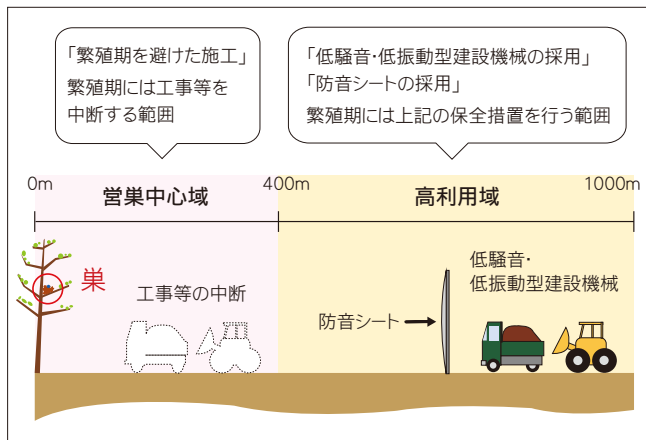 「繁殖期を避けた施工」
繁殖期には工事等を
中断する範囲
「低騒音・低振動型建設機械の採用」
「防音シートの採用」
繁殖期には上記の保全措置を行う範囲
0m
営巣中心域
400m
高利用域
1000m
巣
工事等の中断
防音シート
低騒音・
低振動型建設機械